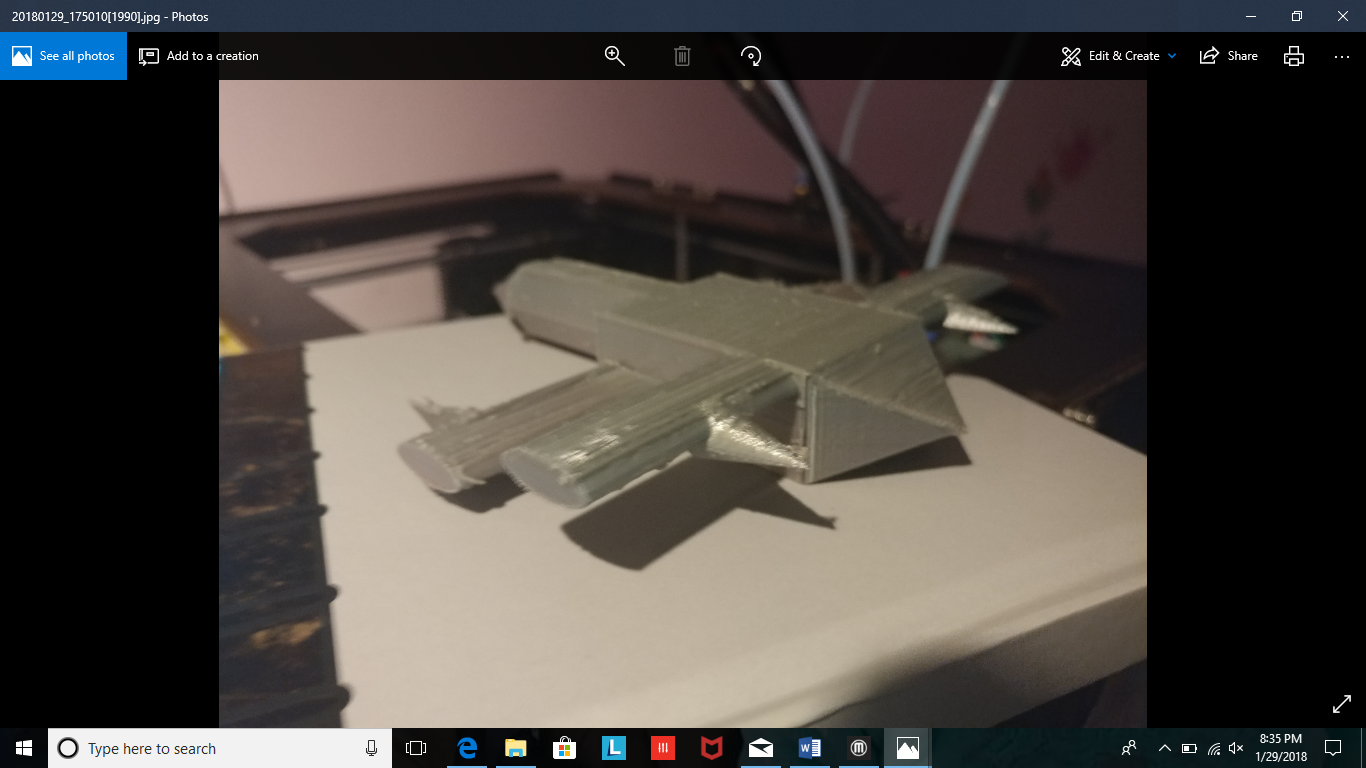 20180129_175010[1990].jpg - Photos
See all photos
Add to a creation
Edit & Create
Share
Type here to search
L
8:35 PM
1/29/2018